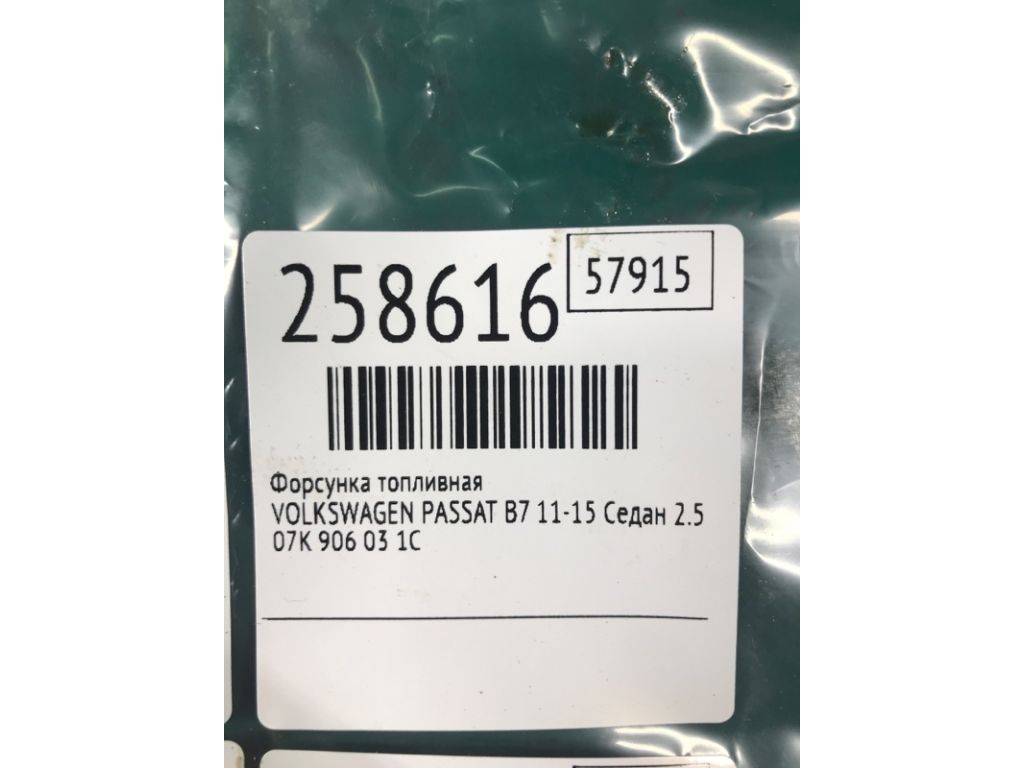 258616
57915
Форсунка топливная
VOLKSWAGEN PASSAT B7 11-15 Седан 2.5
07K 906 03 1C